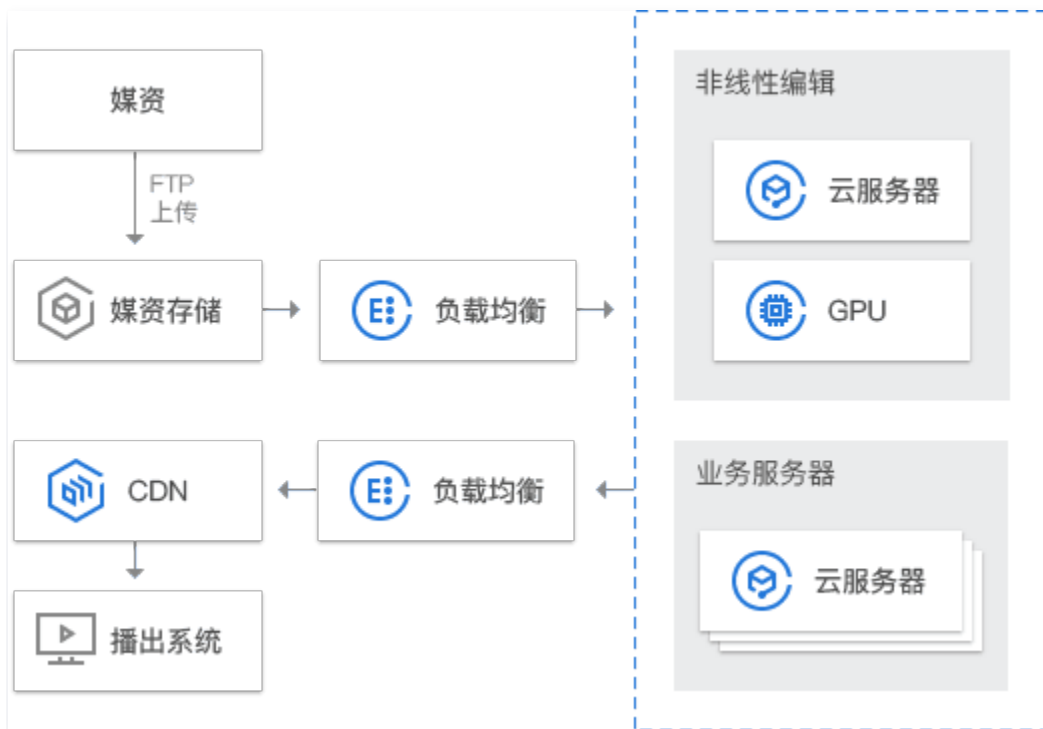 媒资
FTP
上传
媒资存储
负载均衡
非线性编辑
云服务器
GPU
CDN
负载均衡
业务服务器
云服务器
播出系统